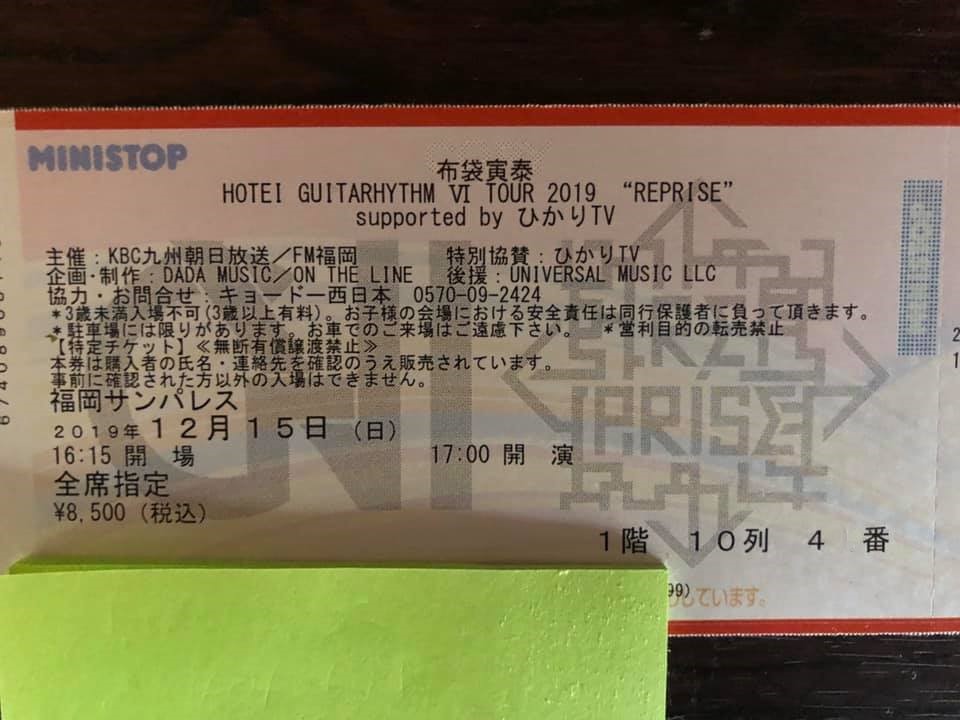 MINISTOP
布袋寅泰
HOTEI GUITARHYTHM Ⅵ TOUR 2019 “REPRISE”
supported by ひかりTV
主催：KBC九州朝日放送／FM福岡　特別協賛：ひかりTV
企画・制作：DADA MUSIC／ON THE LINE　後援：UNIVERSAL MUSIC LLC
協力・お問合せ：キョードー西日本　0570-09-2424
＊3歳未満入場不可(3歳以上有料)。お子様の会場における安全責任は同行保護者に負って頂きます。
＊駐車場には限りがあります。お車でのご来場はご遠慮下さい。　＊営利目的の転売禁止
【特定チケット】≪無断有償譲渡禁止≫
本券は購入者の氏名・連絡先を確認のうえ販売されています。
事前に確認された方以外の入場はできません。
福岡サンパレス
2019年 12月 15日 （日）
16:15 開 場　17:00 開 演
全席指定
¥8,500（税込）
1階　10列　4　番
99)
しています。